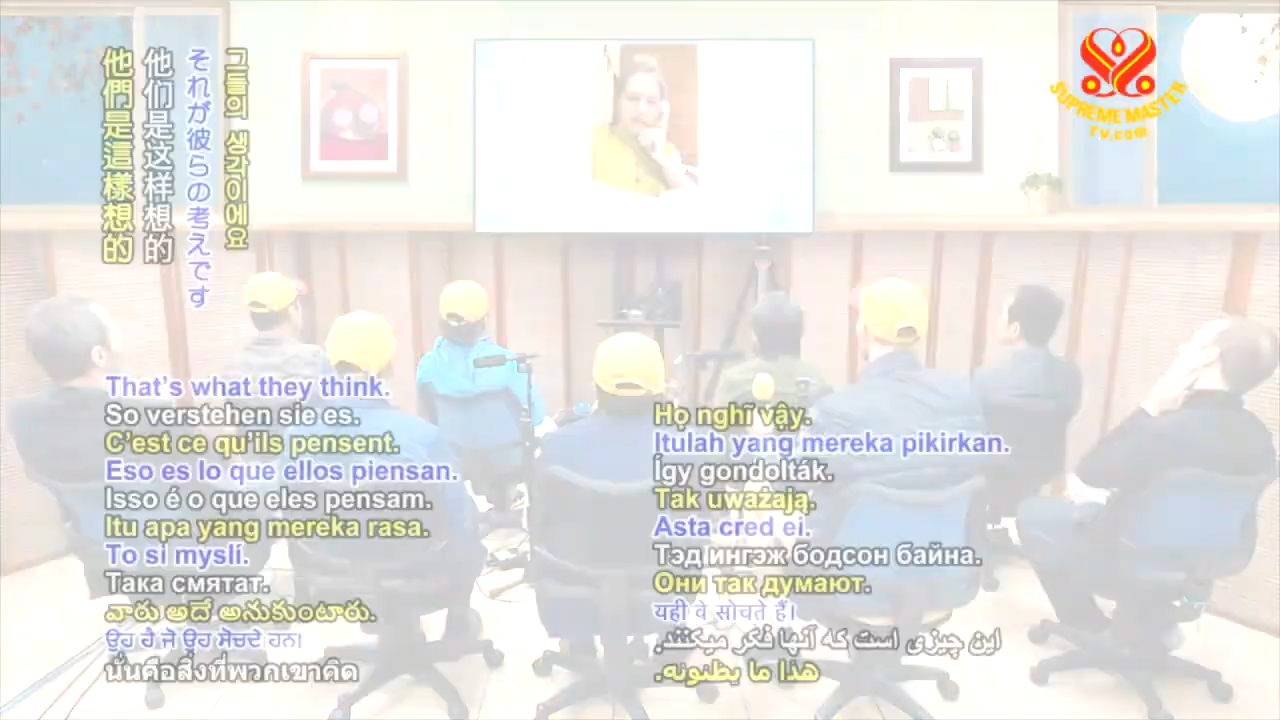 他們是這樣想的
他们是这样想的
それが彼らの考えです
그들의 생각이에요
SUPREME MASTER
TV.com
That's what they think.
So verstehen sie es.
C'est ce qu'ils pensent.
Eso es lo que ellos piensan.
Isso é o que eles pensam.
Itu apa yang mereka rasa.
To si myslí.
Така смятат.
వారు అదే అనుకుంటారు.
ਉਹ ਹੈ ਜੋ ਉਹ ਸੋਚਦੇ ਹਨ।
นั่นคือสิ่งที่พวกเขาคิด
Họ nghĩ vậy.
Itulah yang mereka pikirkan.
Így gondolták.
Tak uważają.
Asta cred ei.
Тэд ингэж бодсон байна.
Они так думают.
यही वे सोचते हैं।
این چیزی است که آنها فکر میکنند.
هذا ما يظنونه.